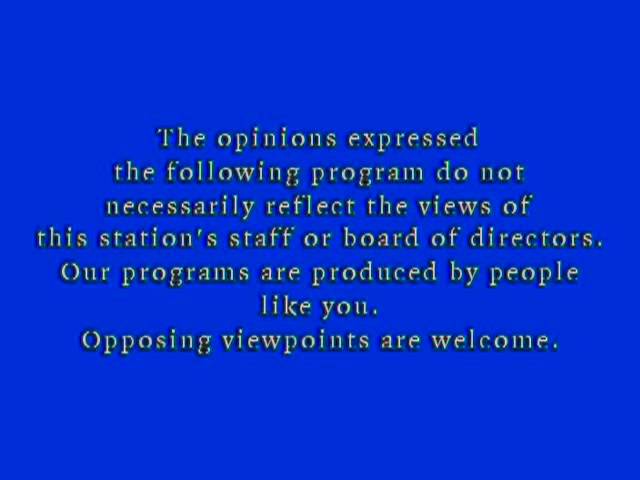 The opinions expressed
the following program do not
necessarily reflect the views of
this station's staff or board of directors.
Our programs are produced by people
like you.
Opposing viewpoints are welcome.